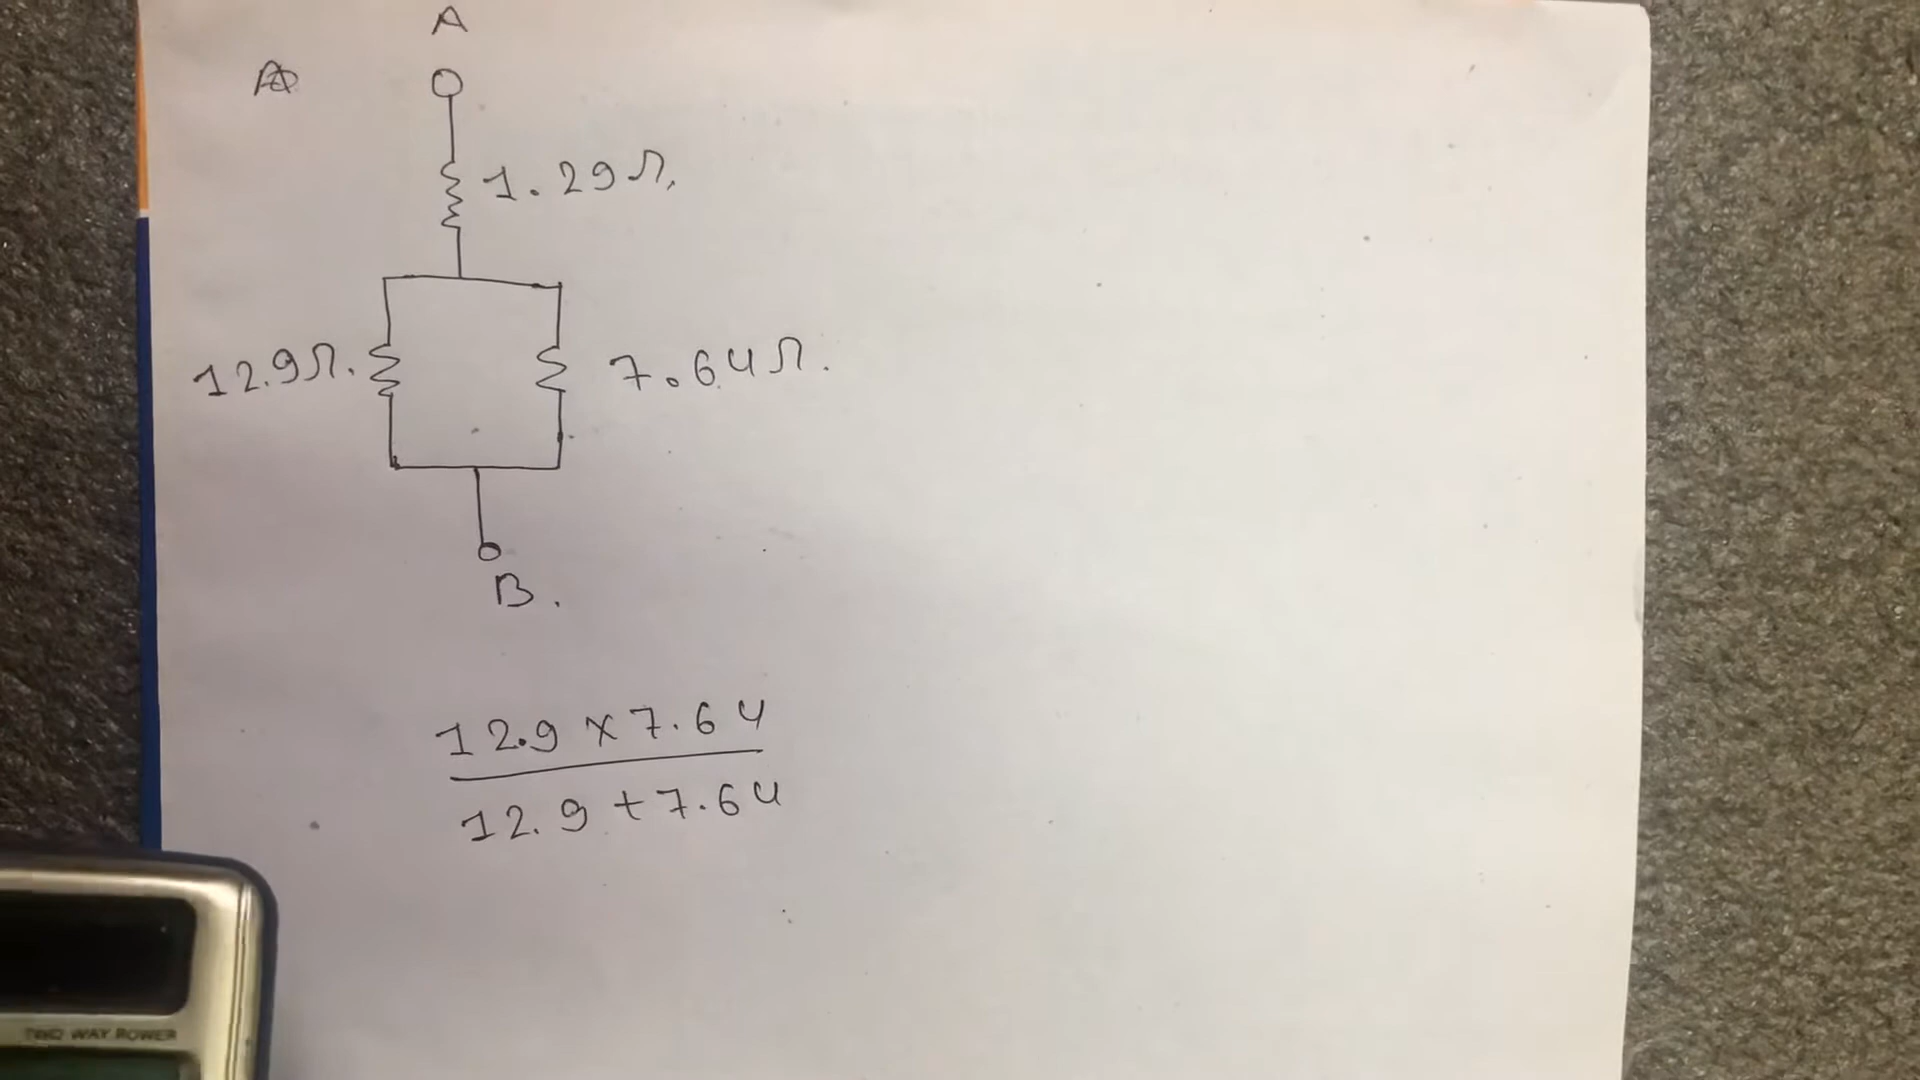 A
1.29Ω.
12.9Ω.
7.64Ω.
B.
12.9 × 7.64
12.9 + 7.64
TWO WAY POWER